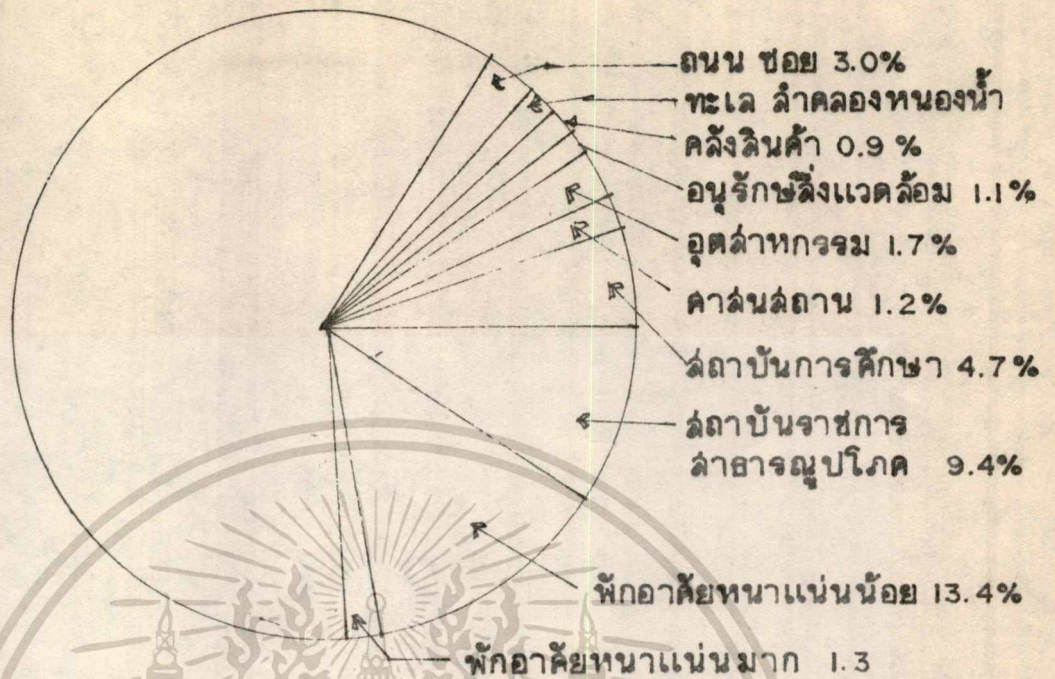 ถนน ซอย 3.0%
ทะเล ลำคลองหนองน้ำ
คลังสินค้า 0.9 %
อนุรักษ์สิ่งแวดล้อม 1.1%
อุตสาหกรรม 1.7%
ศาสนสถาน 1.2%
สถาบันการศึกษา 4.7%
สถาบันราชการ
สาธารณูปโภค 9.4%
พักอาศัยหนาแน่นน้อย 13.4%
พักอาศัยหนาแน่นมาก 1.3